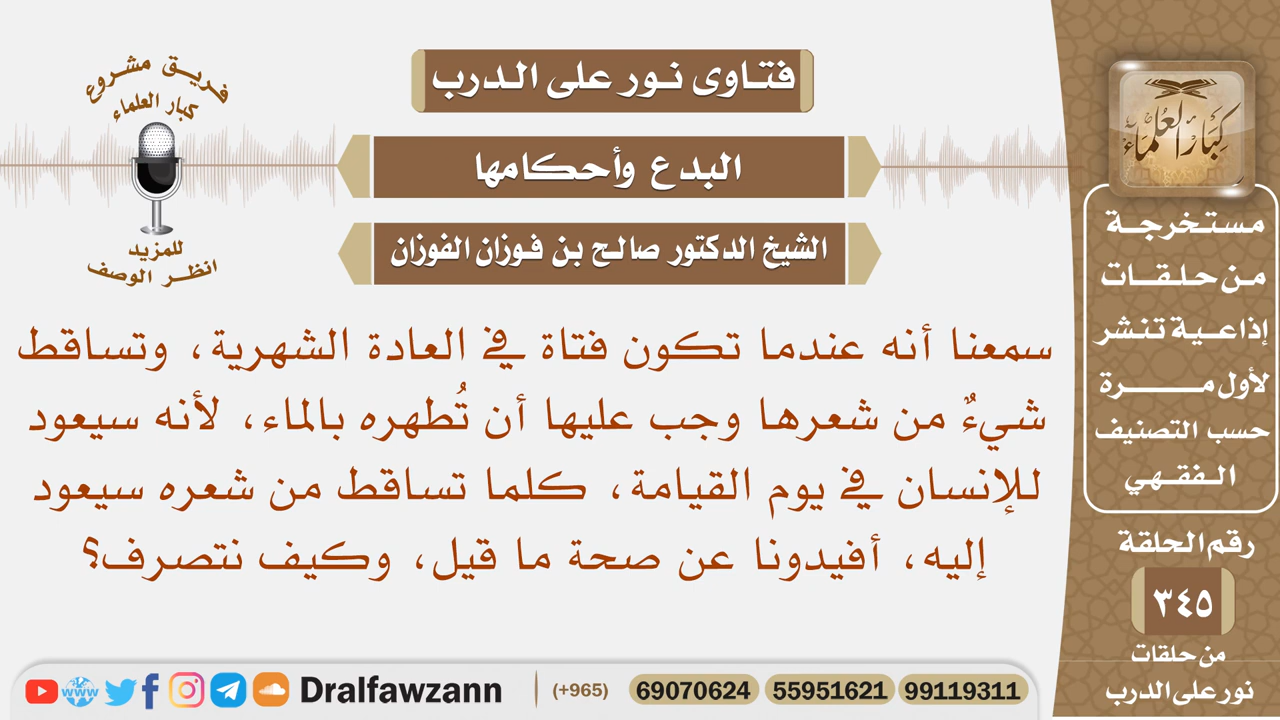 فتاوى نور على الدرب
البدع وأحكامها
الشيخ الدكتور صالح بن فوزان الفوزان
فريق مشروع
كبار العلماء
للمزيد
انظر الوصف
سمعنا أنه عندما تكون فتاة في العادة الشهرية، وتساقط
شيءٌ من شعرها وجب عليها أن تُطهره بالماء، لأنه سيعود
للإنسان في يوم القيامة، كلما تساقط من شعره سيعود
إليه، أفيدونا عن صحة ما قيل، وكيف نتصرف؟
كبار العلماء
مستخرجة
من حلقات
إذاعية تنشر
لأول مرة
حسب التصنيف
الفقهي
رقم الحلقة
٣٤٥
من حلقات
نور على الدرب
www Dralfawzann (+965) 69070624 55951621 99119311